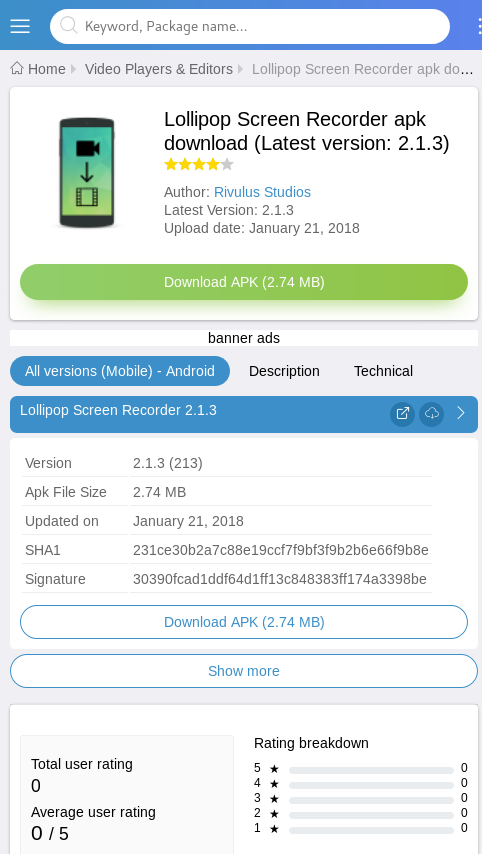 Keyword, Package name...
Home Video Players & Editors Lollipop Screen Recorder apk do...
Lollipop Screen Recorder apk
download (Latest version: 2.1.3)
Author: Rivulus Studios
Latest Version: 2.1.3
Upload date: January 21, 2018
Download APK (2.74 MB)
banner ads
All versions (Mobile) - Android Description Technical
Lollipop Screen Recorder 2.1.3
Version 2.1.3 (213)
Apk File Size 2.74 MB
Updated on January 21, 2018
SHA1 231ce30b2a7c88e19ccf7f9bf3f9b2b6e66f9b8e
Signature 30390fcad1ddf64d1ff13c848383ff174a3398be
Download APK (2.74 MB)
Show more
Total user rating
0
Average user rating
0 / 5
Rating breakdown
5 ★ 0
4 ★ 0
3 ★ 0
2 ★ 0
1 ★ 0